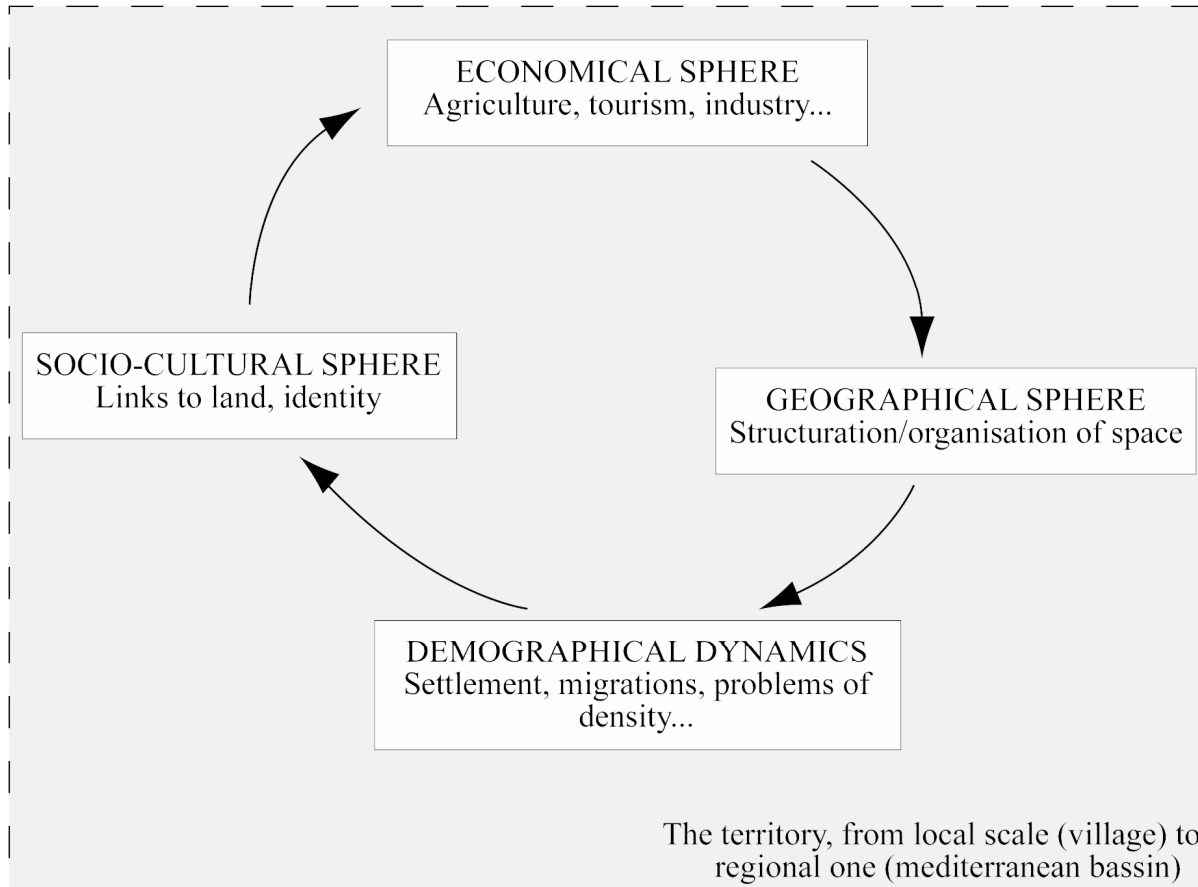 ECONOMICAL SPHERE
Agriculture, tourism, industry...
SOCIO-CULTURAL SPHERE
Links to land, identity
GEOGRAPHICAL SPHERE
Structuration/organisation of space
DEMOGRAPHICAL DYNAMICS
Settlement, migrations, problems of
density...
The territory, from local scale (village) to
regional one (mediterranean bassin)